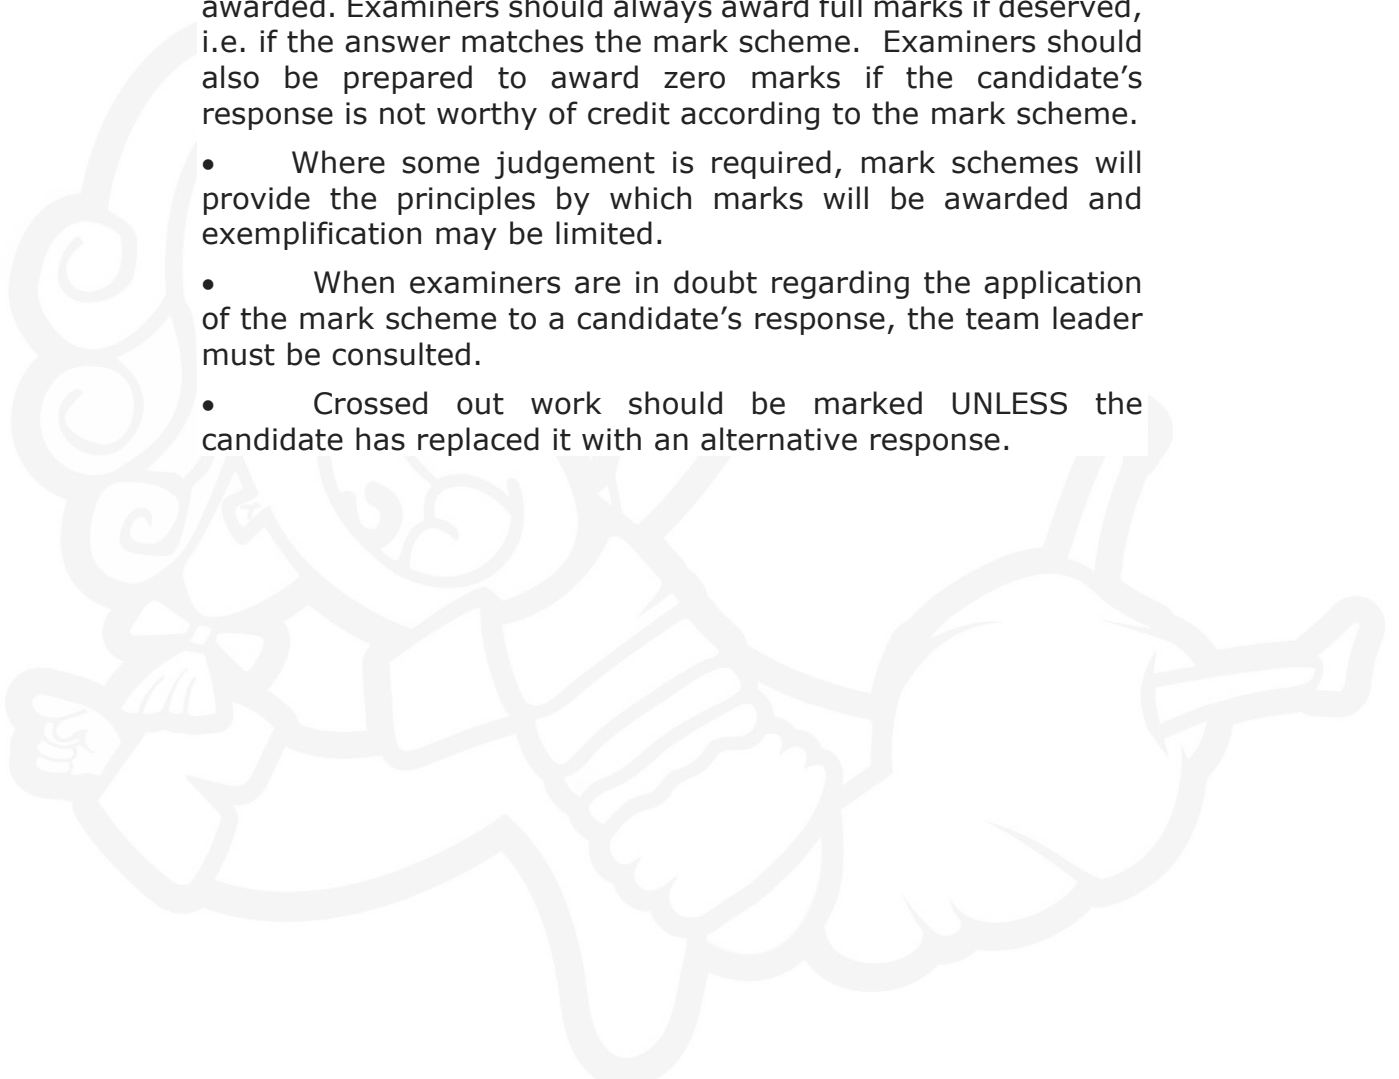 awarded. Examiners should always award full marks if deserved,
i.e. if the answer matches the mark scheme.  Examiners should
also be prepared to award zero marks if the candidate’s
response is not worthy of credit according to the mark scheme.
•	Where some judgement is required, mark schemes will
provide the principles by which marks will be awarded and
exemplification may be limited.
•	When examiners are in doubt regarding the application
of the mark scheme to a candidate’s response, the team leader
must be consulted.
•	Crossed out work should be marked UNLESS the
candidate has replaced it with an alternative response.